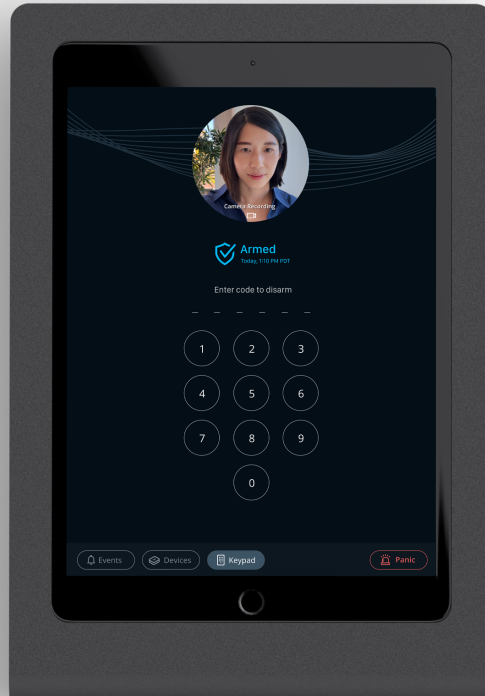 Camera Recording
Armed
Today, 1:10 PM PDT
Enter code to disarm
1 2 3
4 5 6
7 8 9
0
Events Devices Keypad Panic